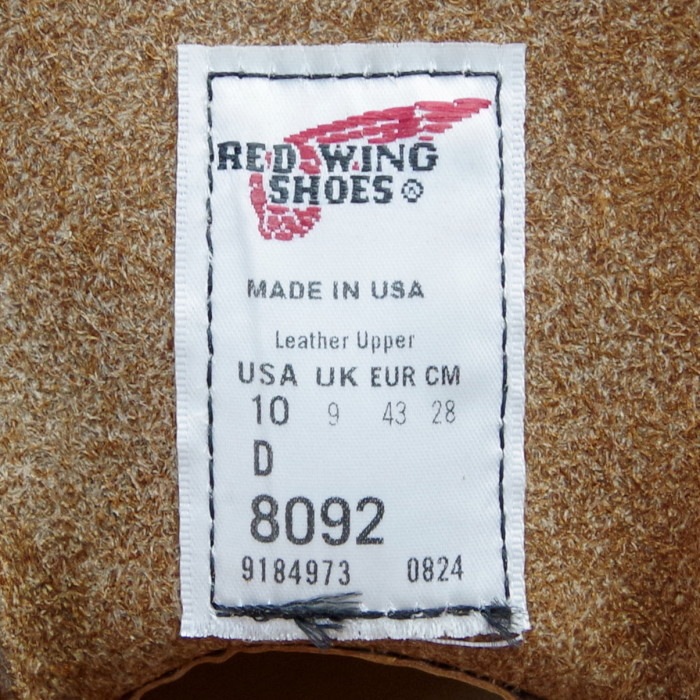 RED WING
SHOES ®
MADE IN USA
Leather Upper
USA UK EUR CM
10 9 43 28
D
8092
9184973 0824